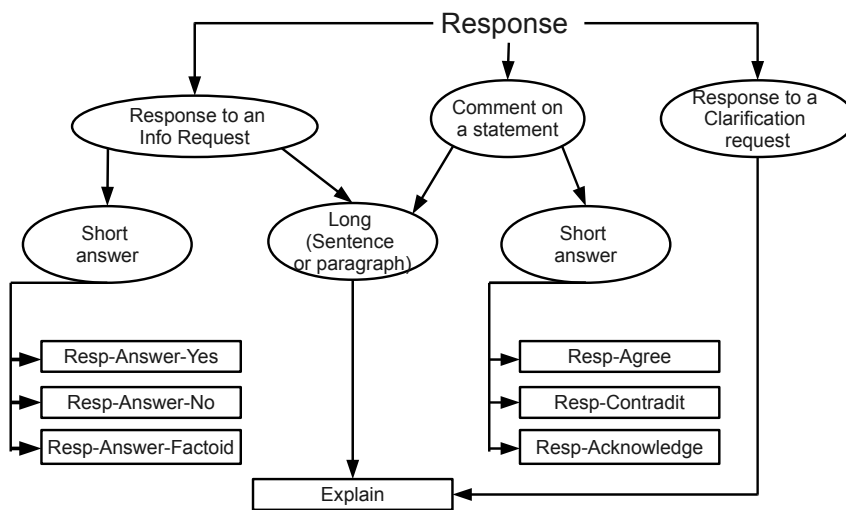 Response
Response to an
Info Request
Comment on
a statement
Response to a
Clarification
request
Short
answer
Long
(Sentence
or paragraph)
Short
answer
Resp-Answer-Yes
Resp-Answer-No
Resp-Answer-Factoid
Resp-Agree
Resp-Contradit
Resp-Acknowledge
Explain